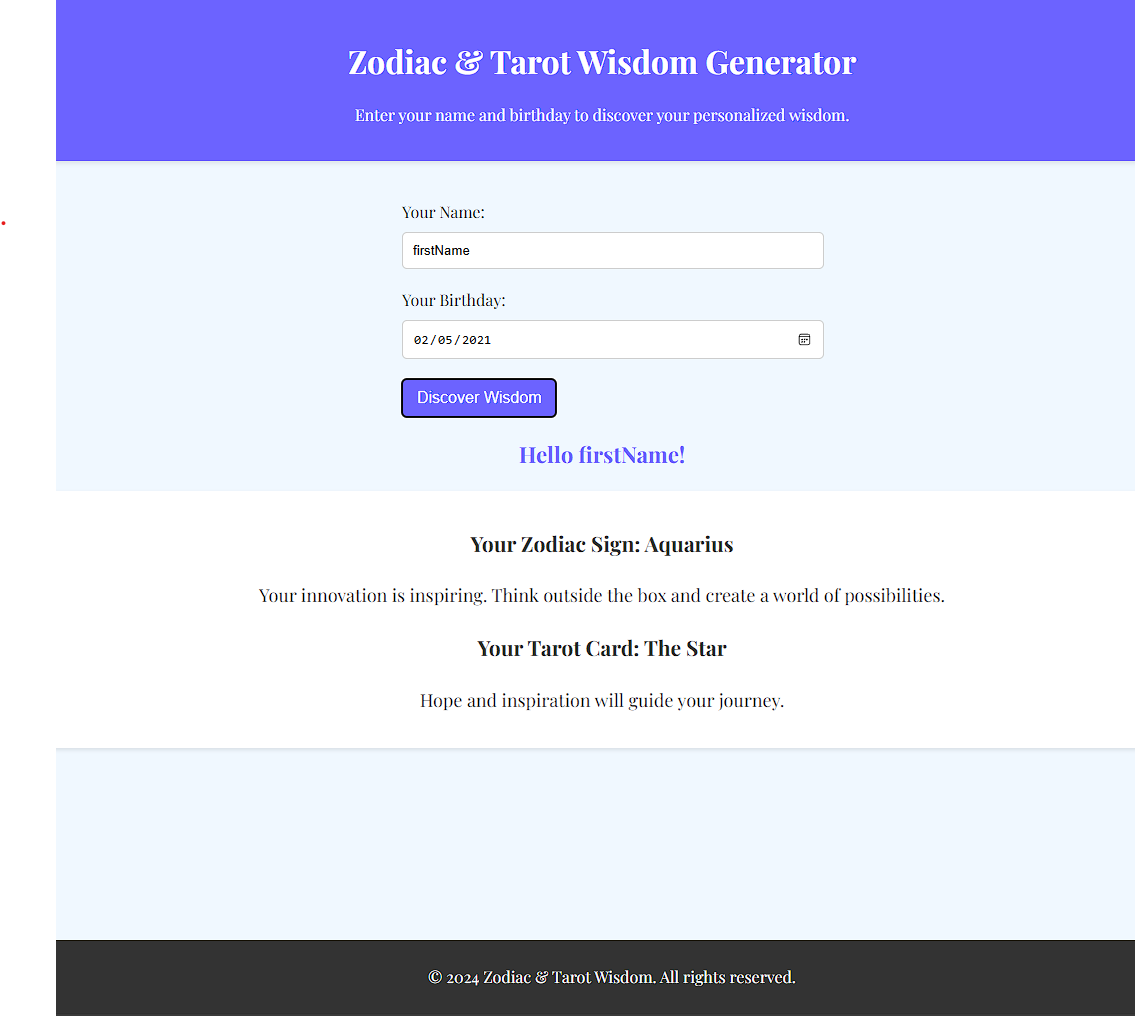 Zodiac & Tarot Wisdom Generator
Enter your name and birthday to discover your personalized wisdom.
Your Name:
firstName
Your Birthday:
02/05/2021
Discover Wisdom
Hello firstName!
Your Zodiac Sign: Aquarius
Your innovation is inspiring. Think outside the box and create a world of possibilities.
Your Tarot Card: The Star
Hope and inspiration will guide your journey.
© 2024 Zodiac & Tarot Wisdom. All rights reserved.